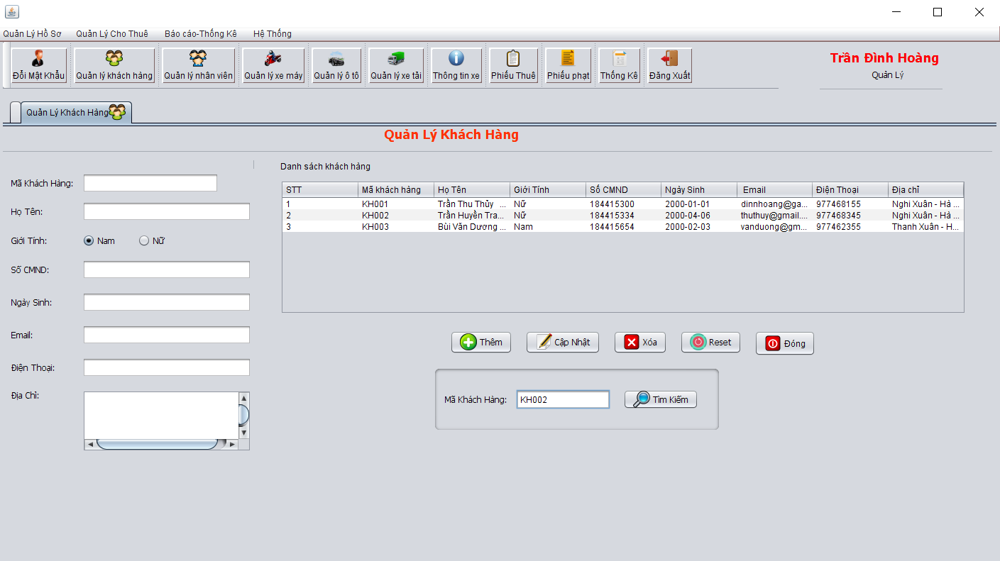 Quản Lý Hồ Sơ Quản Lý Cho Thuê Báo cáo-Thống Kê Hệ Thống
Đổi Mật Khẩu Quản lý khách hàng Quản lý nhân viên Quản lý xe máy Quản lý ô tô Quản lý xe tải Thông tin xe Phiếu Thuê Phiếu phạt Thống Kê Đăng Xuất
Trần Đình Hoàng
Quản Lý
Quản Lý Khách Hàng
Quản Lý Khách Hàng
Mã Khách Hàng:
Họ Tên:
Giới Tính: Nam Nữ
Số CMND:
Ngày Sinh:
Email:
Điện Thoại:
Địa Chỉ:
Danh sách khách hàng
STT Mã khách hàng Họ Tên Giới Tính Số CMND Ngày Sinh Email Điện Thoại Địa chỉ
1 KH001 Trần Thu Thủy ... Nữ 184415300 2000-01-01 dinnhoang@ga... 977468155 Nghi Xuân - Hà ...
2 KH002 Trần Huyền Tra... Nữ 184415334 2000-04-06 thuthuy@gmail.... 977468345 Nghi Xuân - Hà ...
3 KH003 Bùi Văn Dương ... Nam 184415654 2000-02-03 vanduong@gm... 977462355 Thanh Xuân - H...
Thêm Cập Nhật Xóa Reset Đóng
Mã Khách Hàng: KH002 Tìm Kiếm